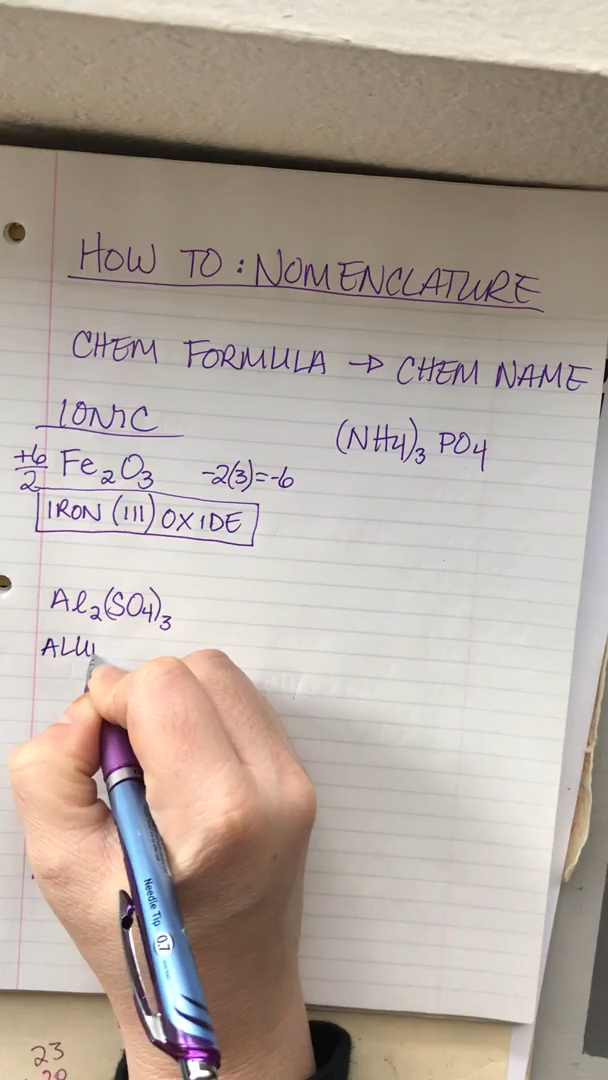 HOW TO: NOMENCLATURE
CHEM FORMULA → CHEM NAME
IONIC
+6/2 Fe₂O₃ -2(3)=-6
IRON (III) OXIDE
(NH4)₃ PO4
Al₂(SO4)₃
ALU
Needle Tip 0.7
23